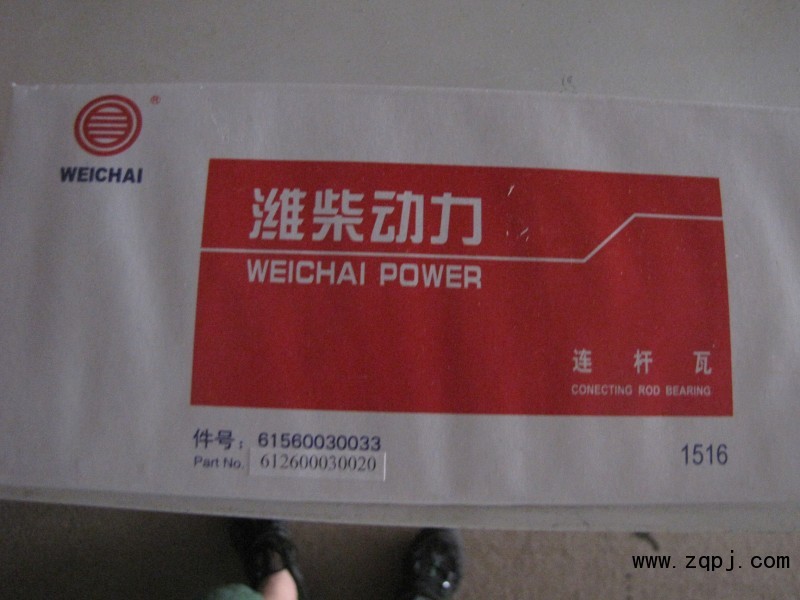 ®
WEICHAI
潍柴动力
WEICHAI POWER
连杆瓦
CONECTING ROD BEARING
件号: 61560030033
Part No. 612600030020
1516
www.zqpj.com